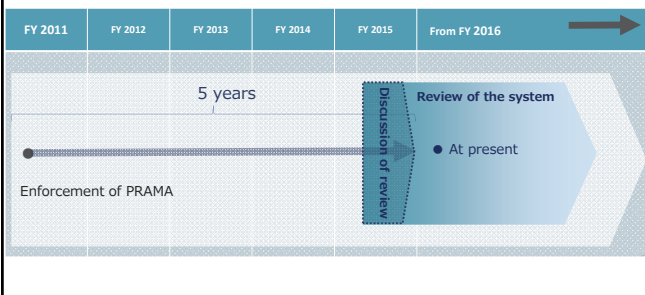 FY 2011
FY 2012
FY 2013
FY 2014
FY 2015
From FY 2016
5 years
Discussion of review
Review of the system
At present
Enforcement of PRAMA